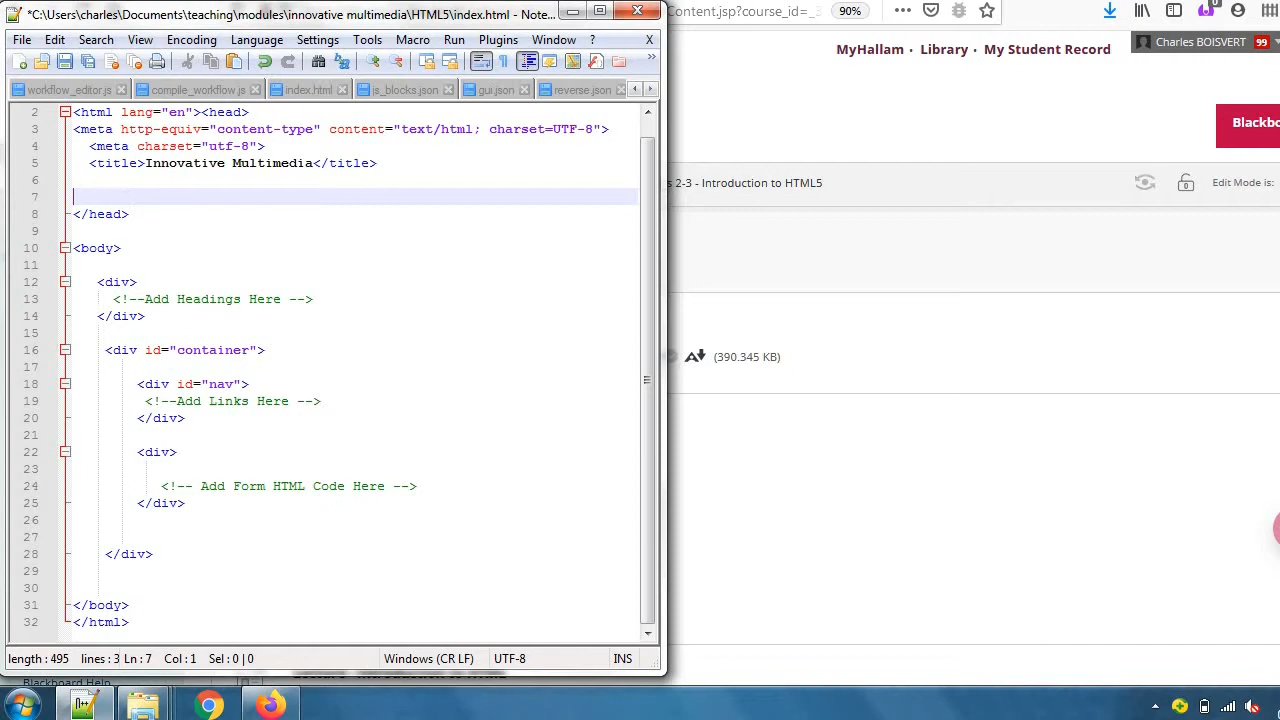 *C:\Users\charles\Documents\teaching\modules\innovative multimedia\HTML5\index.html - Note...
File Edit Search View Encoding Language Settings Tools Macro Run Plugins Window ? X
workflow_editor.js compile_workflow.js index.html js_blocks.json gui.json reverse.json
2 <html lang="en"><head>
3 <meta http-equiv="content-type" content="text/html; charset=UTF-8">
4 <meta charset="utf-8">
5 <title>Innovative Multimedia</title>
6
7
8 </head>
9
10 <body>
11
12 <div>
13 <!--Add Headings Here -->
14 </div>
15
16 <div id="container">
17
18 <div id="nav">
19 <!--Add Links Here -->
20 </div>
21
22 <div>
23
24 <!-- Add Form HTML Code Here -->
25 </div>
26
27
28 </div>
29
30
31 </body>
32 </html>
length : 495 lines : 3 Ln : 7 Col : 1 Sel : 0 | 0 Windows (CR LF) UTF-8 INS
Content.jsp?course_id=_3 90%
MyHallam · Library · My Student Record
Charles BOISVERT 99
Blackbo
s 2-3 - Introduction to HTML5 Edit Mode is:
(390.345 KB)
Blackboard Help